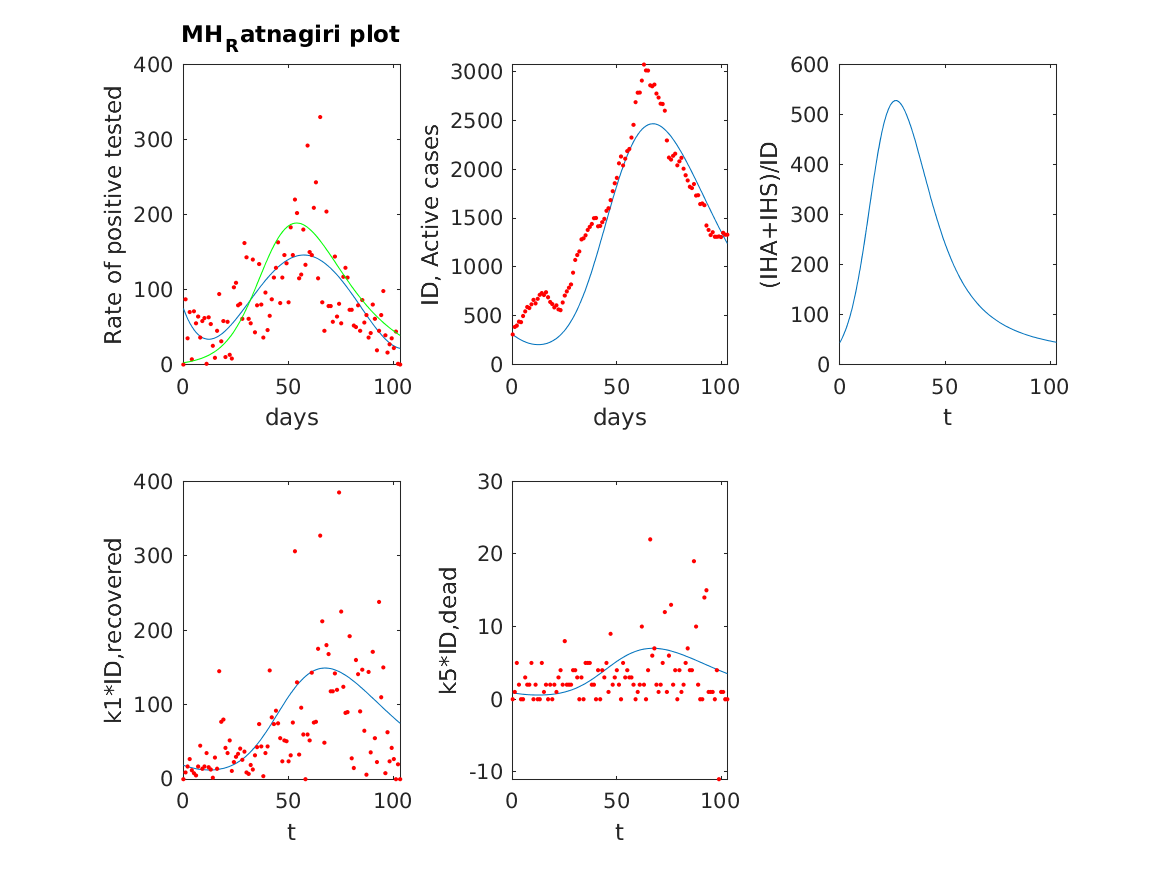 MH_Ratnagiri plot
400
300
200
100
0
0 50 100
Rate of positive tested
days
3000
2500
2000
1500
1000
500
0
0 50 100
ID, Active cases
days
600
500
400
300
200
100
0
0 50 100
(IHA+IHS)/ID
t
400
300
200
100
0
0 50 100
k1*ID,recovered
t
30
20
10
0
-10
0 50 100
k5*ID,dead
t